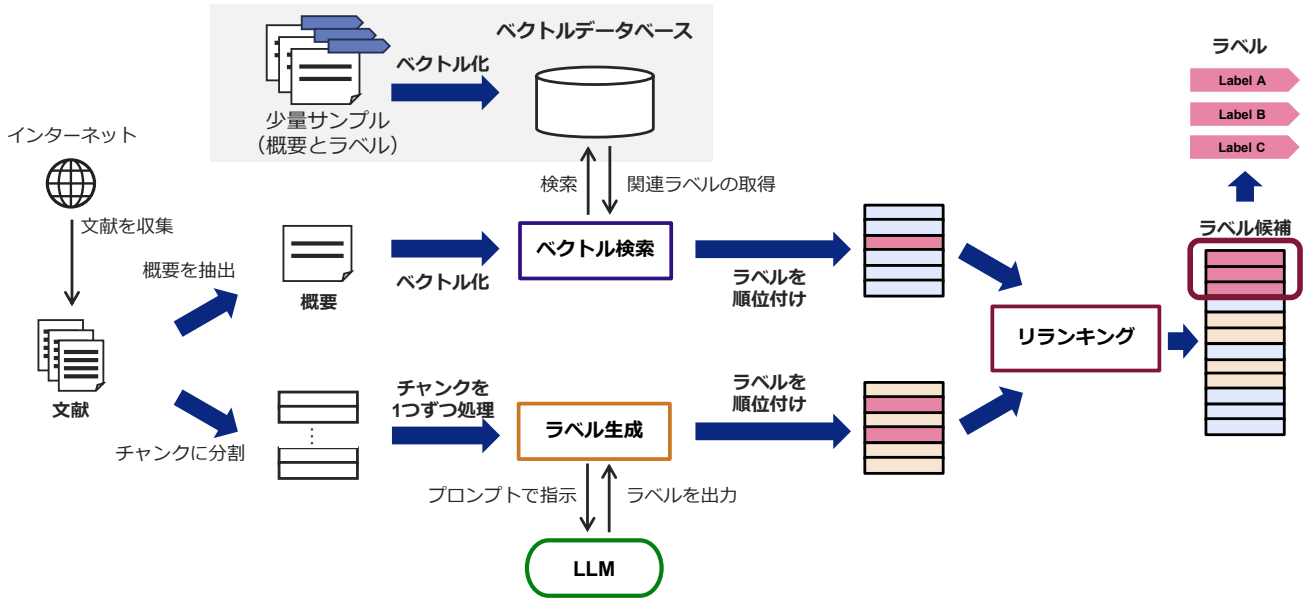 ベクトルデータベース
ベクトル化
少量サンプル
（概要とラベル）
ラベル
Label A
Label B
Label C
インターネット
文献を収集
検索
関連ラベルの取得
概要を抽出
概要
ベクトル化
ベクトル検索
ラベルを
順位付け
ラベル候補
リランキング
文献
チャンクに分割
チャンクを
1つずつ処理
ラベル生成
ラベルを
順位付け
プロンプトで指示
ラベルを出力
LLM